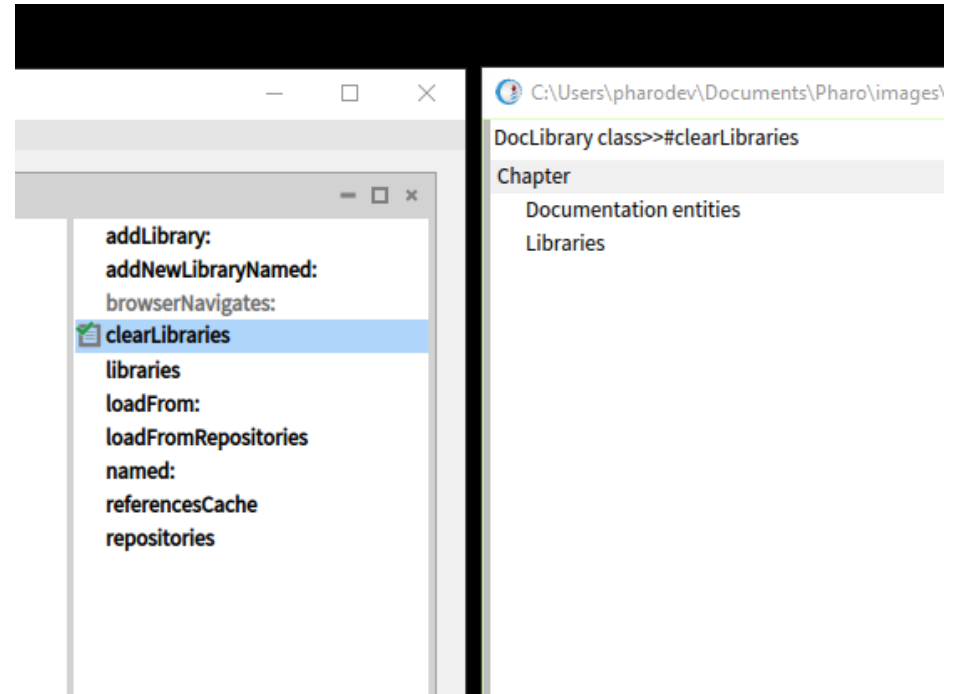 addLibrary:
addNewLibraryNamed:
browserNavigates:
clearLibraries
libraries
loadFrom:
loadFromRepositories
named:
referencesCache
repositories
C:\Users\pharodev\Documents\Pharo\images\
DocLibrary class>>#clearLibraries
Chapter
Documentation entities
Libraries